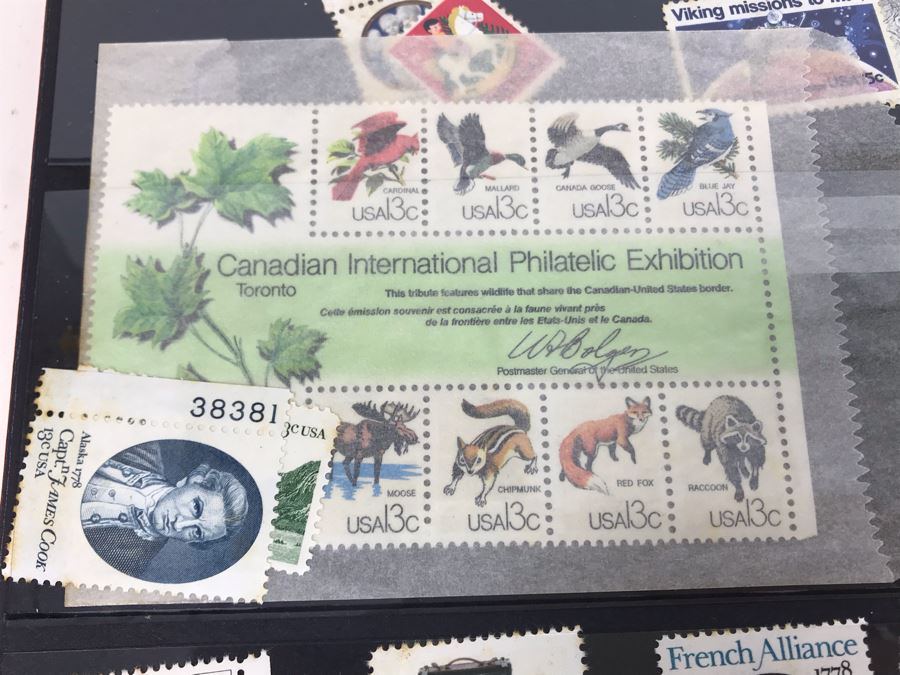 Viking missions to
USA 15c
CARDINAL
USA13c
MALLARD
USA13c
CANADA GOOSE
USA13c
BLUE JAY
USA13c
Canadian International Philatelic Exhibition
Toronto
This tribute features wildlife that share the Canadian-United States border.
Cette émission souvenir est consacrée à la faune vivant près
de la frontière entre les Etats-Unis et le Canada.
Postmaster General of the United States
38381
Alaska 1778
Capt. JAMES COOK
13c USA
3c USA
MOOSE
USA13c
CHIPMUNK
USA13c
RED FOX
USA13c
RACCOON
USA13c
French Alliance
1778